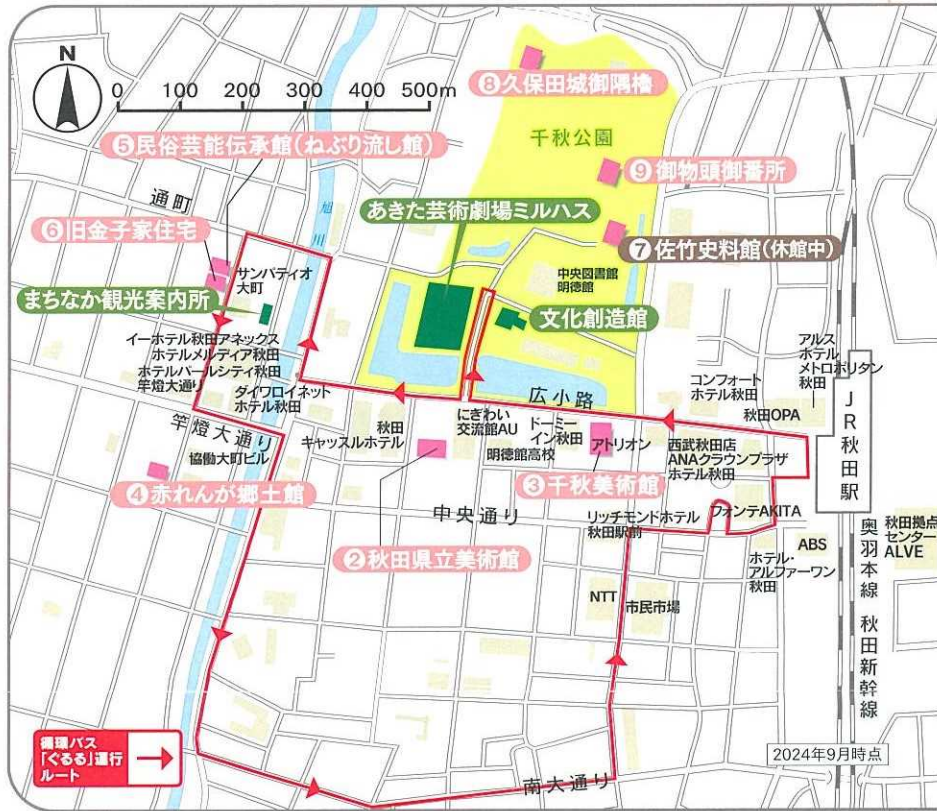 N
0 100 200 300 400 500m
⑧久保田城御隅櫓
千秋公園
⑤民俗芸能伝承館(ねぶり流し館)
⑨御物頭御番所
通町
旭川
あきた芸術劇場ミルハス
⑥旧金子家住宅
⑦佐竹史料館(休館中)
サンパティオ
大町
中央図書館
明徳館
まちなか観光案内所
文化創造館
イーホテル秋田アネックス
ホテルメルディア秋田
ホテルパールシティ秋田
竿燈大通り
ダイワロイネット
ホテル秋田
アルス
ホテル
メトロポリタン
秋田
コンフォート
ホテル秋田
広小路
秋田OPA
JR秋田駅
竿燈大通り
協働大町ビル
秋田
キャッスルホテル
にぎわい
交流館AU
明徳館高校
ドーミー
イン秋田
アトリオン
西武秋田店
ANAクラウンプラザ
ホテル秋田
④赤れんが郷土館
③千秋美術館
中央通り
リッチモンドホテル
秋田駅前
フォンテAKITA
②秋田県立美術館
ABS
ホテル・
アルファーワン
秋田
秋田拠点
センター
ALVE
奥羽本線 秋田新幹線
NTT
市民市場
循環バス
「ぐるる」運行
ルート
2024年9月時点
南大通り